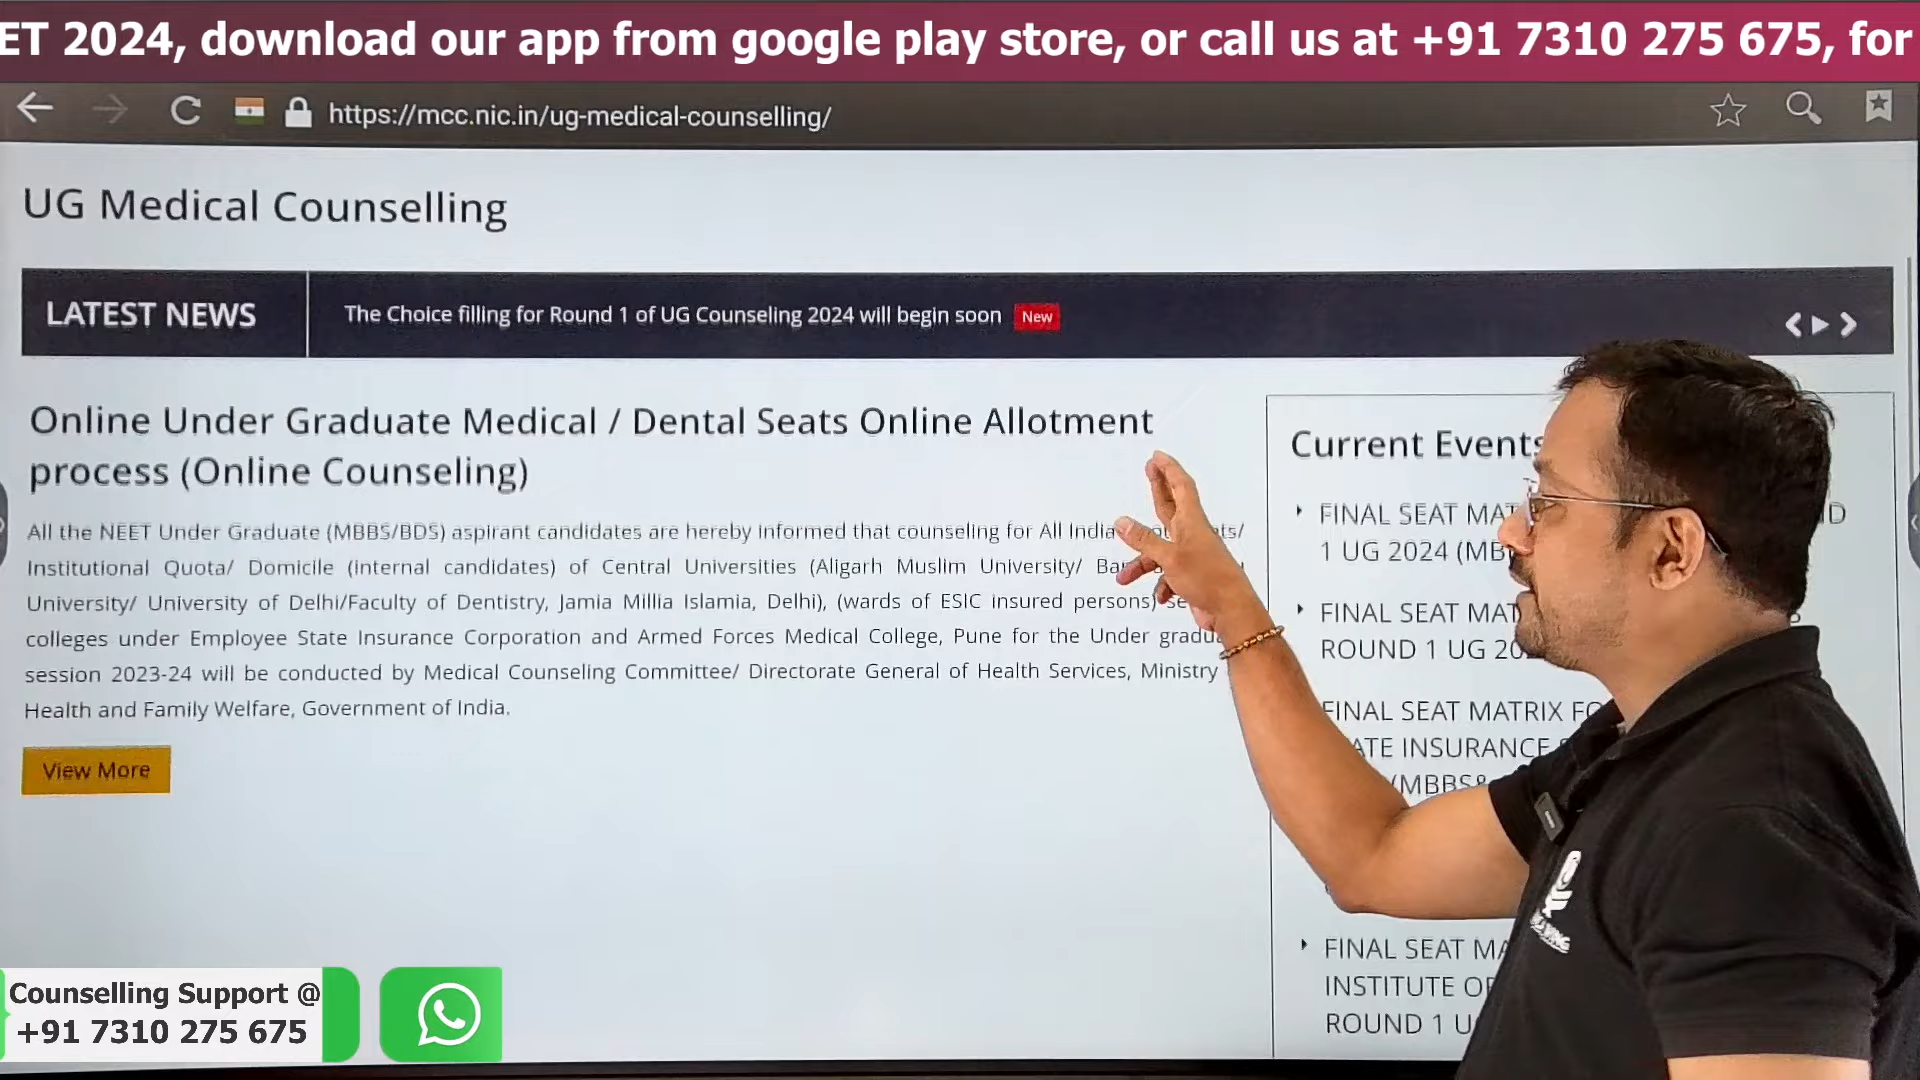 ET 2024, download our app from google play store, or call us at +91 7310 275 675, for
https://mcc.nic.in/ug-medical-counselling/
UG Medical Counselling
LATEST NEWS
The Choice filling for Round 1 of UG Counseling 2024 will begin soon New
Online Under Graduate Medical / Dental Seats Online Allotment
process (Online Counseling)
All the NEET Under Graduate (MBBS/BDS) aspirant candidates are hereby informed that counseling for All India
Institutional Quota/ Domicile (internal candidates) of Central Universities (Aligarh Muslim University/
University/ University of Delhi/Faculty of Dentistry, Jamia Millia Islamia, Delhi), (wards of ESIC insured persons)
colleges under Employee State Insurance Corporation and Armed Forces Medical College, Pune for the Under
session 2023-24 will be conducted by Medical Counseling Committee/ Directorate General of Health Services, Ministry
Health and Family Welfare, Government of India.
View More
Current Events
FINAL SEAT
1 UG 2024
FINAL SEAT
ROUND 1 UG
FINAL SEAT MATRIX
INSURANCE
FINAL SEAT
INSTITUTE
ROUND 1
Counselling Support @
+91 7310 275 675